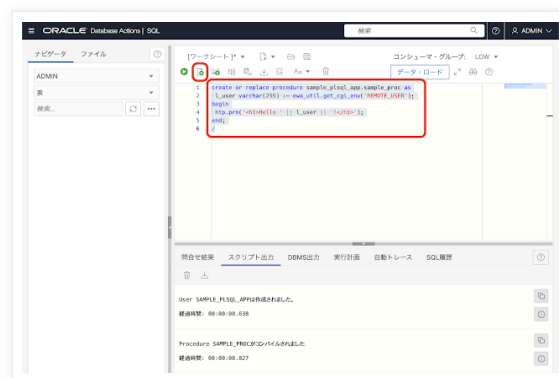 ORACLE Database Actions | SQL
検索
ADMIN
ナビゲータ ファイル
ADMIN
表
検索...
[ワークシート]*
コンシューマ・グループ: LOW
Aa
データ・ロード
1 create or replace procedure sample_plsql_app.sample_proc as
2 l_user varchar(255) := owa_util.get_cgi_env('REMOTE_USER');
3 begin
4 htp.prn('<h1>Hello ' || l_user || '!</h1>');
5 end;
6 /
問合せ結果 スクリプト出力 DBMS出力 実行計画 自動トレース SQL履歴
User SAMPLE_PLSQL_APPは作成されました。
経過時間: 00:00:00.638
Procedure SAMPLE_PROCがコンパイルされました
経過時間: 00:00:00.027